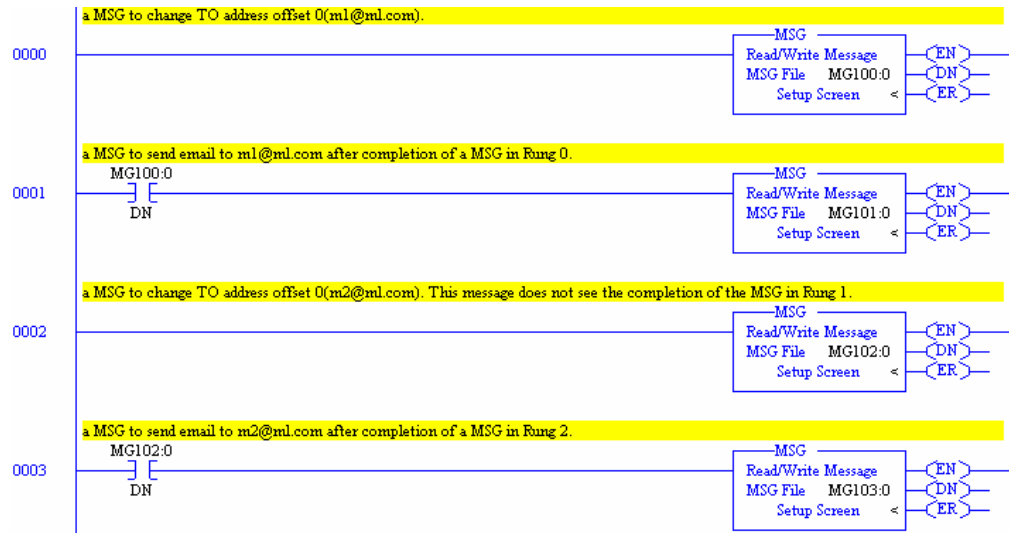 a MSG to change TO address offset 0(m1@ml.com).
MSG
0000
Read/Write Message
EN
MSG File MG100:0
DN
Setup Screen <
ER
a MSG to send email to m1@ml.com after completion of a MSG in Rung 0.
MG100:0
MSG
0001
Read/Write Message
EN
DN
MSG File MG101:0
DN
Setup Screen <
ER
a MSG to change TO address offset 0(m2@ml.com). This message does not see the completion of the MSG in Rung 1.
MSG
0002
Read/Write Message
EN
MSG File MG102:0
DN
Setup Screen <
ER
a MSG to send email to m2@ml.com after completion of a MSG in Rung 2.
MG102:0
MSG
0003
Read/Write Message
EN
DN
MSG File MG103:0
DN
Setup Screen <
ER